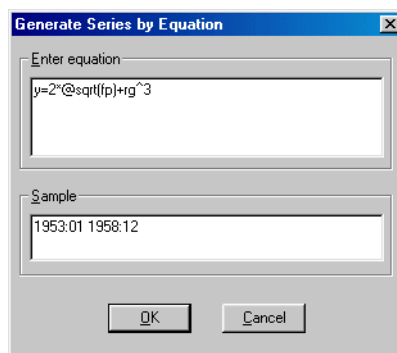 Generate Series by Equation
Enter equation
y=2*@sqrt(fp)+rg^3
Sample
1953:01 1958:12
OK
Cancel